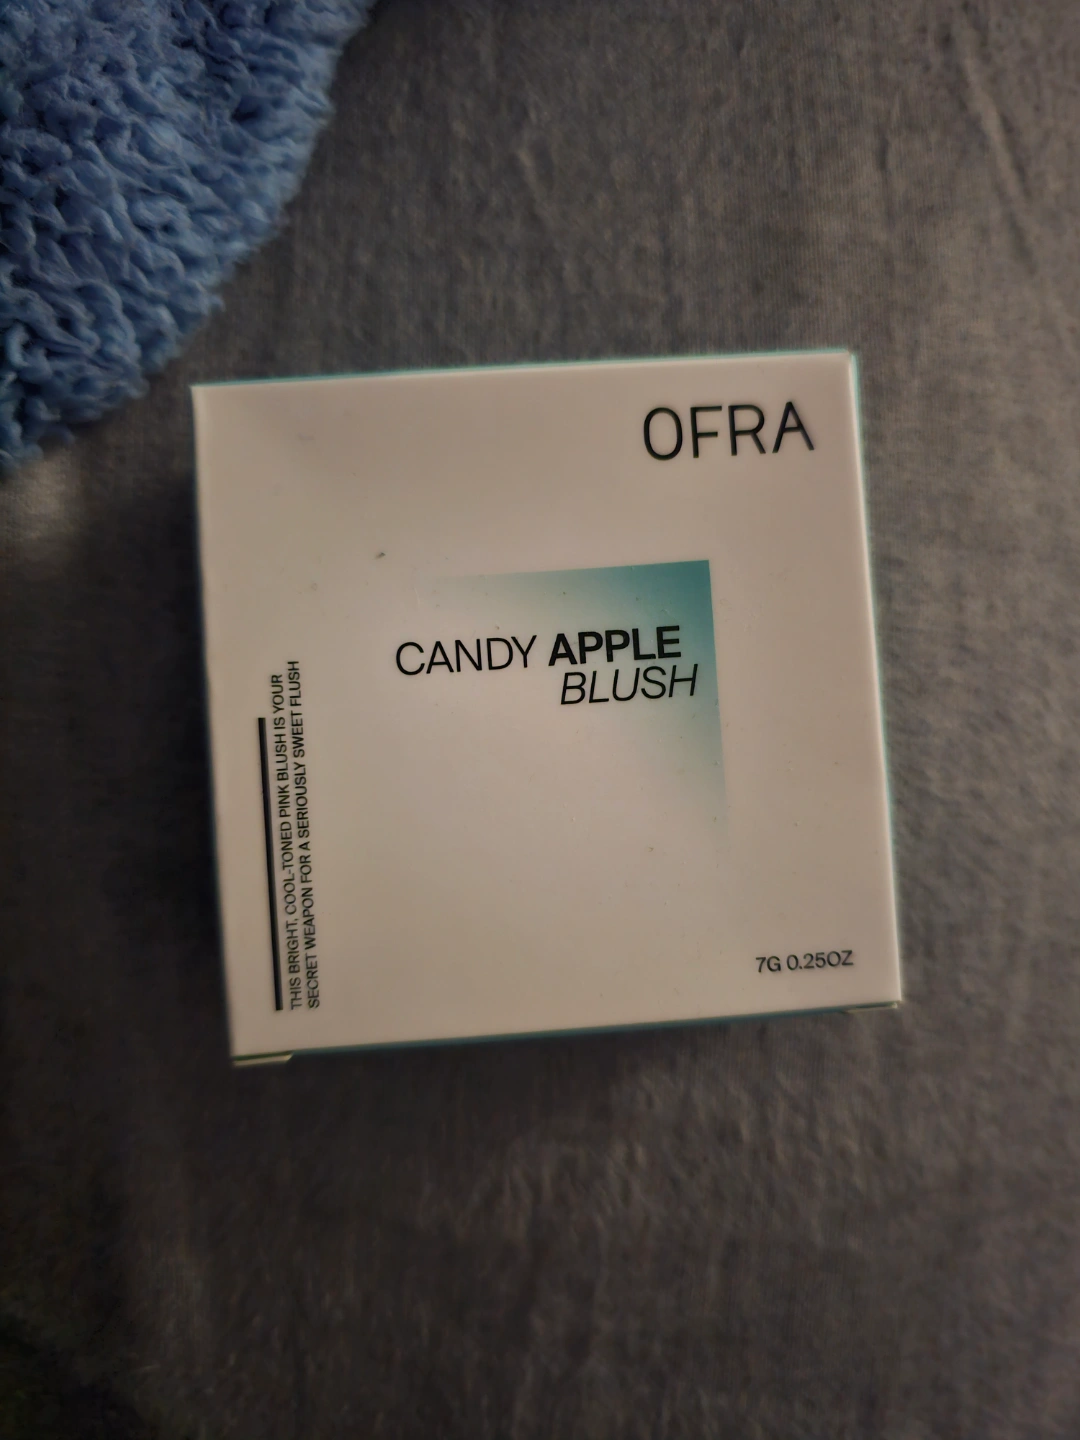 OFRA
CANDY APPLE
BLUSH
THIS BRIGHT, COOL-TONED PINK BLUSH IS YOUR
SECRET WEAPON FOR A SERIOUSLY SWEET FLUSH
7G 0.25OZ